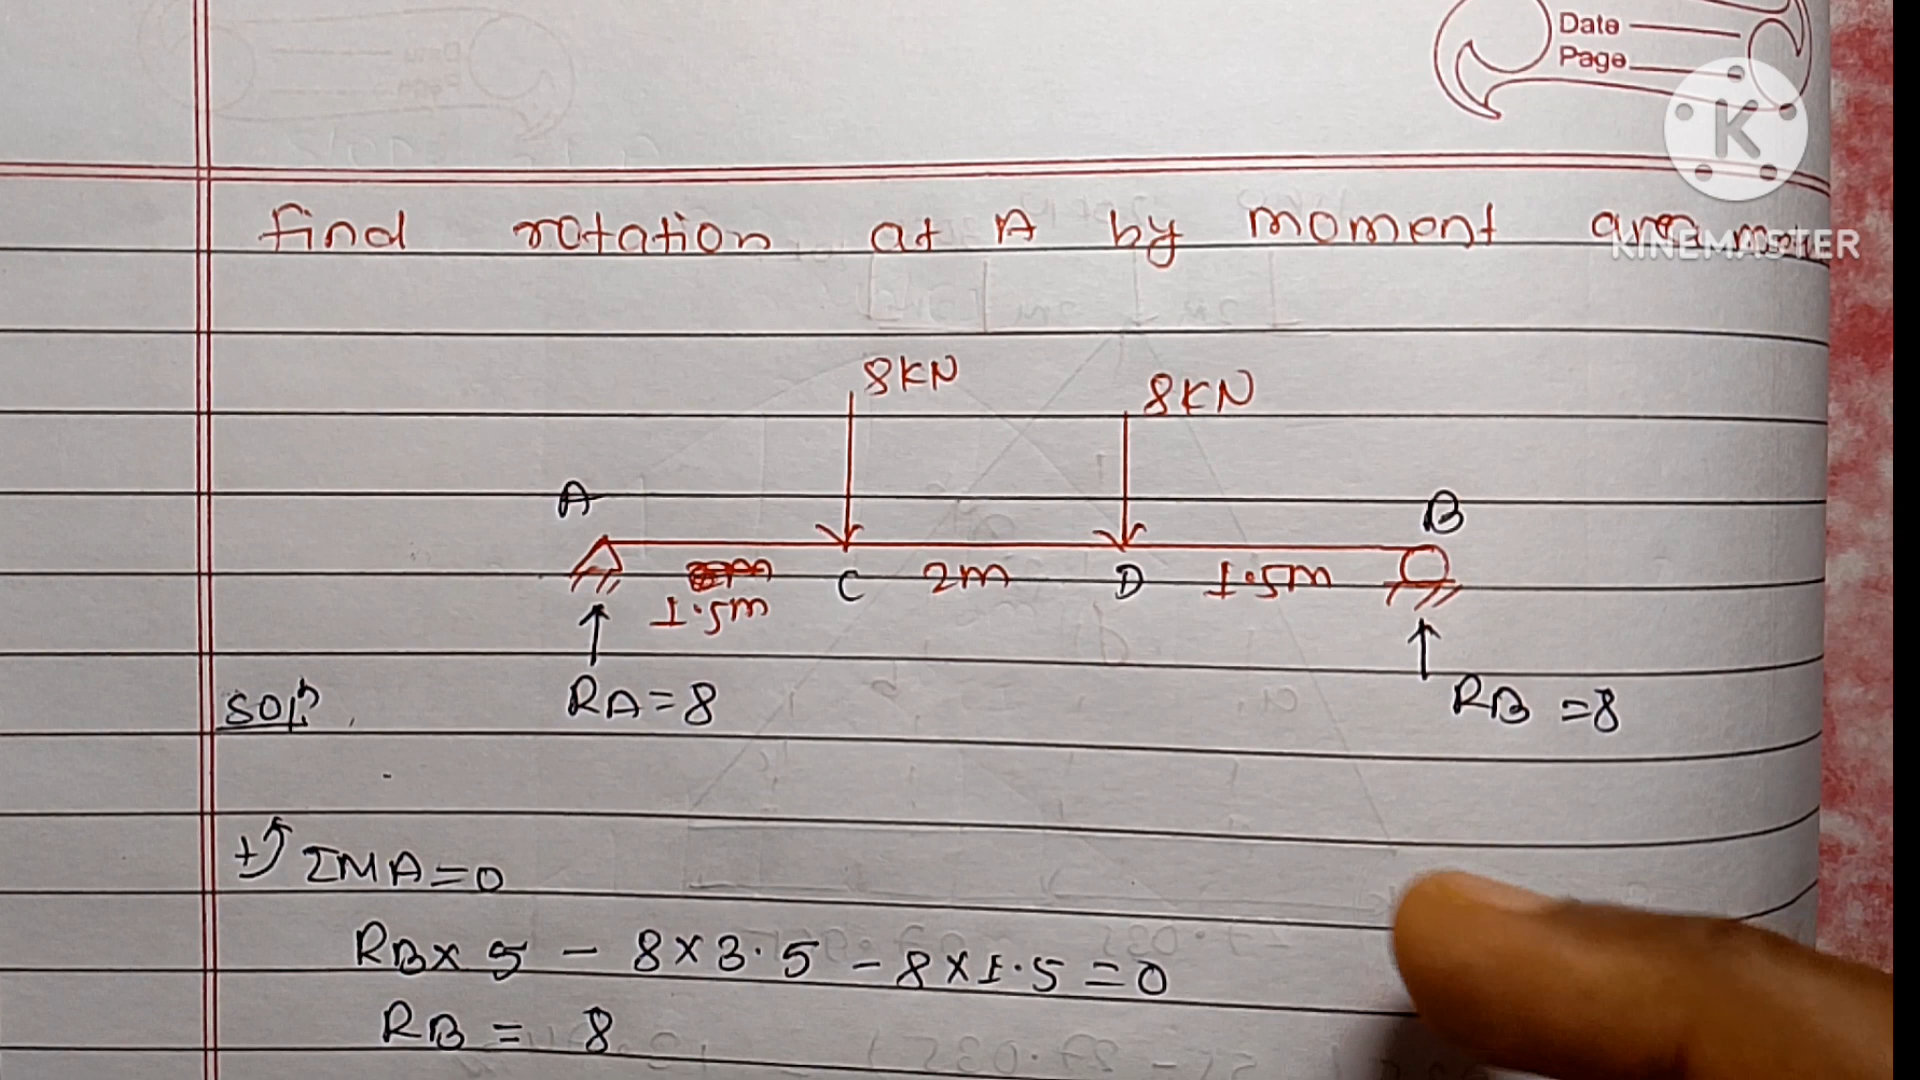 Date
Page
K
KINEMASTER
find rotation at A by moment area
8KN
8KN
A
B
1.5m
C
2m
D
1.5m
RA=8
RB =8
Solⁿ.
+ ΣMA=0
RB×5 - 8×3.5 - 8×1.5=0
RB = 8